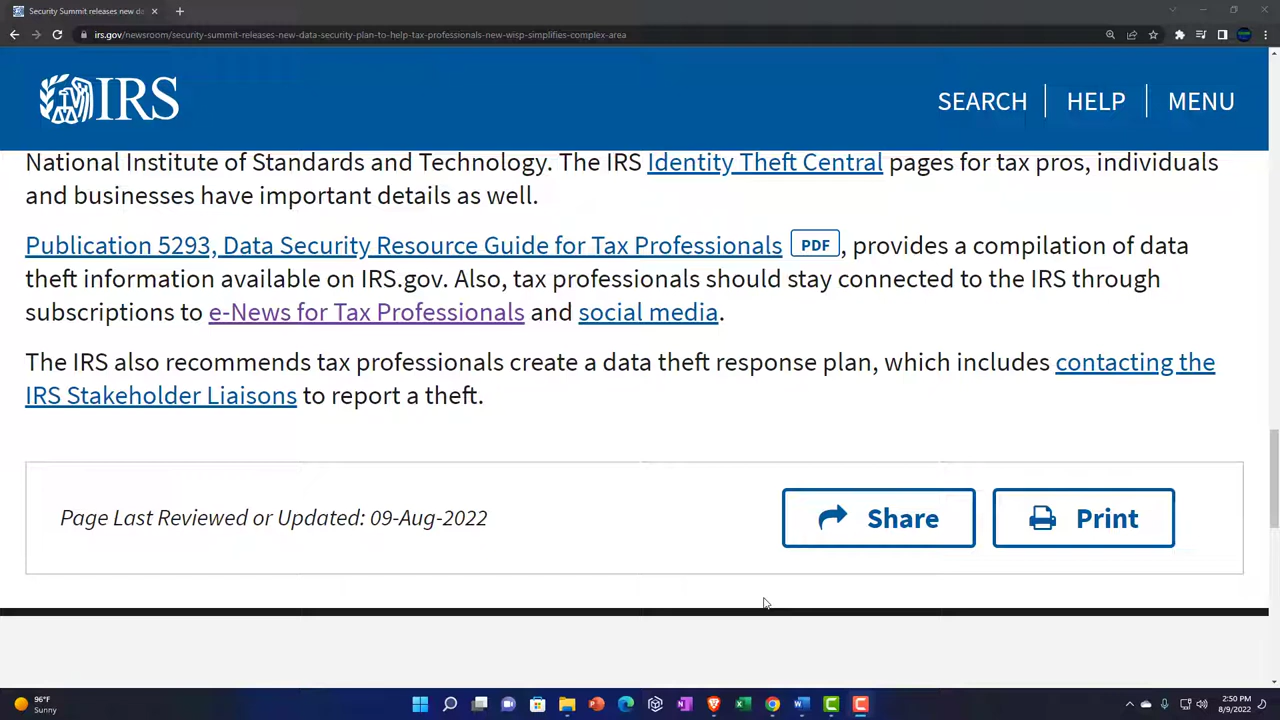 Security Summit releases new d
irs.gov/newsroom/security-summit-releases-new-data-security-plan-to-help-tax-professionals-new-wisp-simplifies-complex-area
IRS
SEARCH
HELP
MENU
National Institute of Standards and Technology. The IRS Identity Theft Central pages for tax pros, individuals
and businesses have important details as well.
Publication 5293, Data Security Resource Guide for Tax Professionals PDF, provides a compilation of data
theft information available on IRS.gov. Also, tax professionals should stay connected to the IRS through
subscriptions to e-News for Tax Professionals and social media.
The IRS also recommends tax professionals create a data theft response plan, which includes contacting the
IRS Stakeholder Liaisons to report a theft.
Page Last Reviewed or Updated: 09-Aug-2022
Share
Print
96°F
Sunny
2:50 PM
8/9/2022